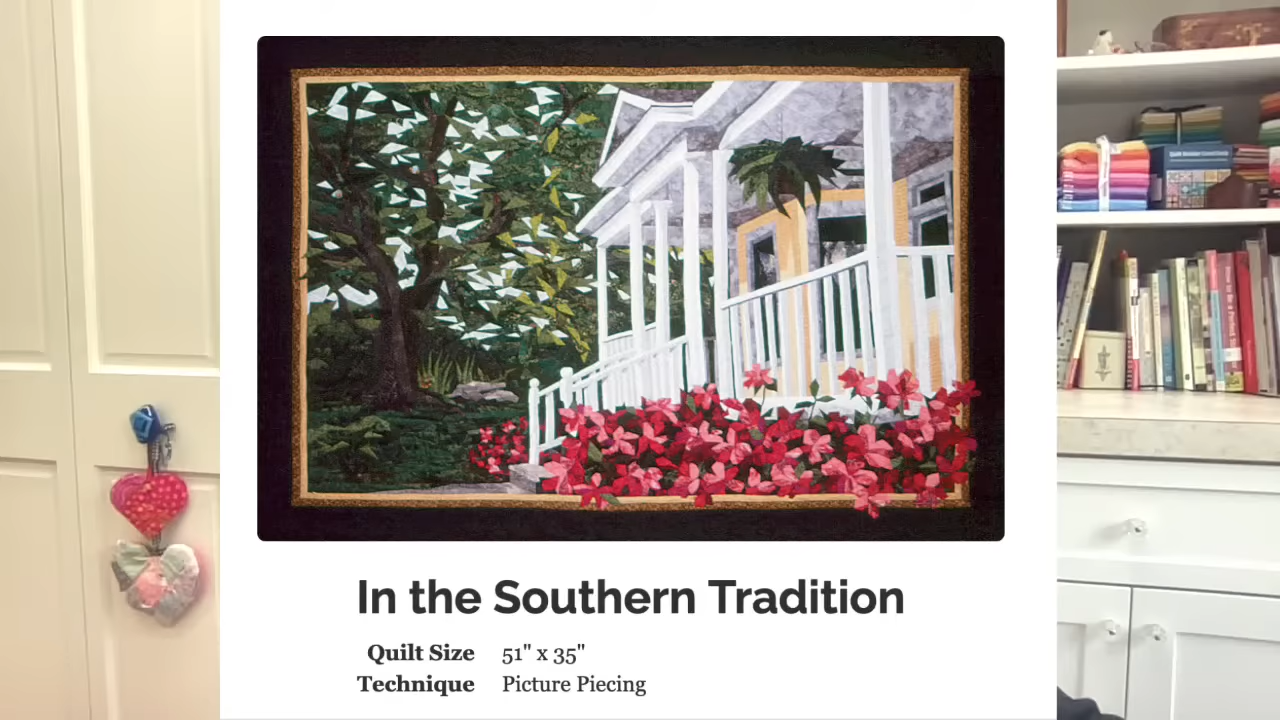 In the Southern Tradition
Quilt Size 51" x 35"
Technique Picture Piecing